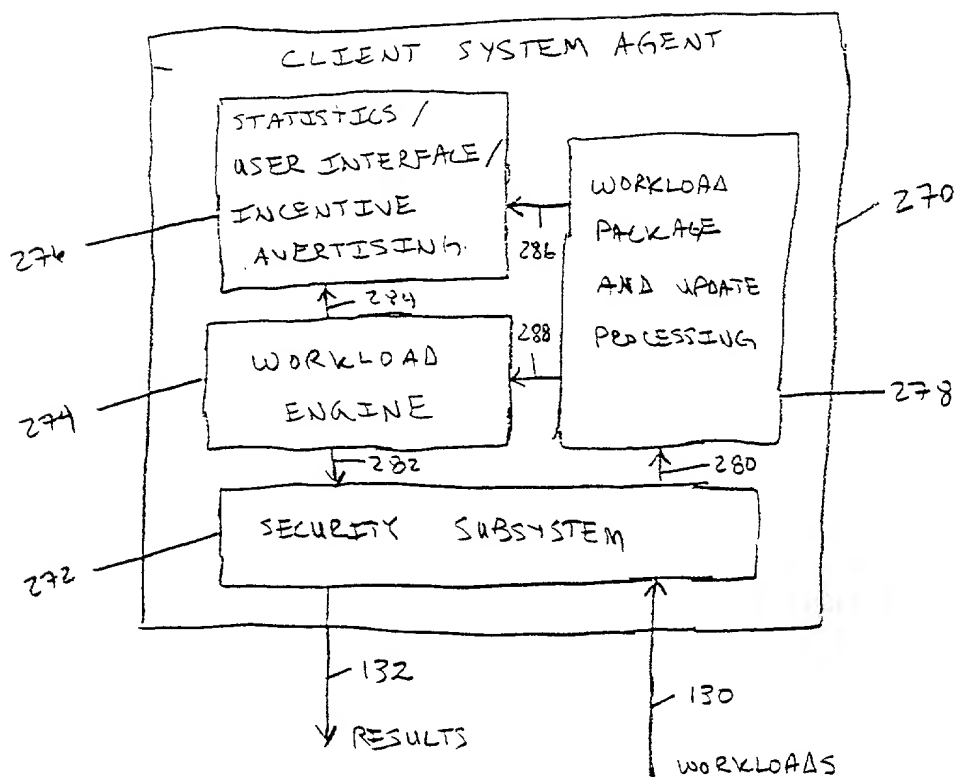 CLIENT SYSTEM AGENT
STATISTICS /
USER INTERFACE /
INCENTIVE
AVERTISING
WORKLOAD
PACKAGE
AND UPDATE
PROCESSING
270
276
286
284
288
WORKLOAD
ENGINE
274
278
282
280
SECURITY SUBSYSTEM
272
132
130
RESULTS
WORKLOADS